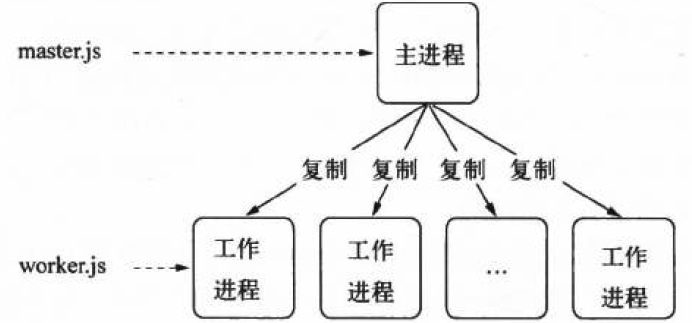 master.js
主进程
复制 复制 复制 复制
worker.js
工作
进程
工作
进程
...
工作
进程